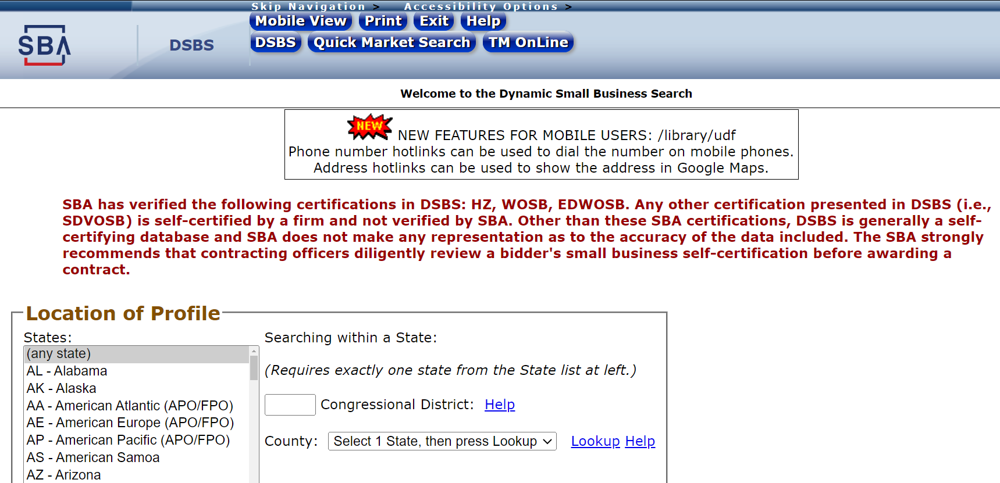 Skip Navigation > Accessibility Options >
Mobile View Print Exit Help
SBA DSBS
DSBS Quick Market Search TM OnLine
Welcome to the Dynamic Small Business Search
NEW NEW FEATURES FOR MOBILE USERS: /library/udf
Phone number hotlinks can be used to dial the number on mobile phones.
Address hotlinks can be used to show the address in Google Maps.
SBA has verified the following certifications in DSBS: HZ, WOSB, EDWOSB. Any other certification presented in DSBS (i.e.,
SDVOSB) is self-certified by a firm and not verified by SBA. Other than these SBA certifications, DSBS is generally a self-
certifying database and SBA does not make any representation as to the accuracy of the data included. The SBA strongly
recommends that contracting officers diligently review a bidder's small business self-certification before awarding a
contract.
Location of Profile
States:
(any state)
AL - Alabama
AK - Alaska
AA - American Atlantic (APO/FPO)
AE - American Europe (APO/FPO)
AP - American Pacific (APO/FPO)
AS - American Samoa
AZ - Arizona
Searching within a State:
(Requires exactly one state from the State list at left.)
Congressional District: Help
County: Select 1 State, then press Lookup Lookup Help